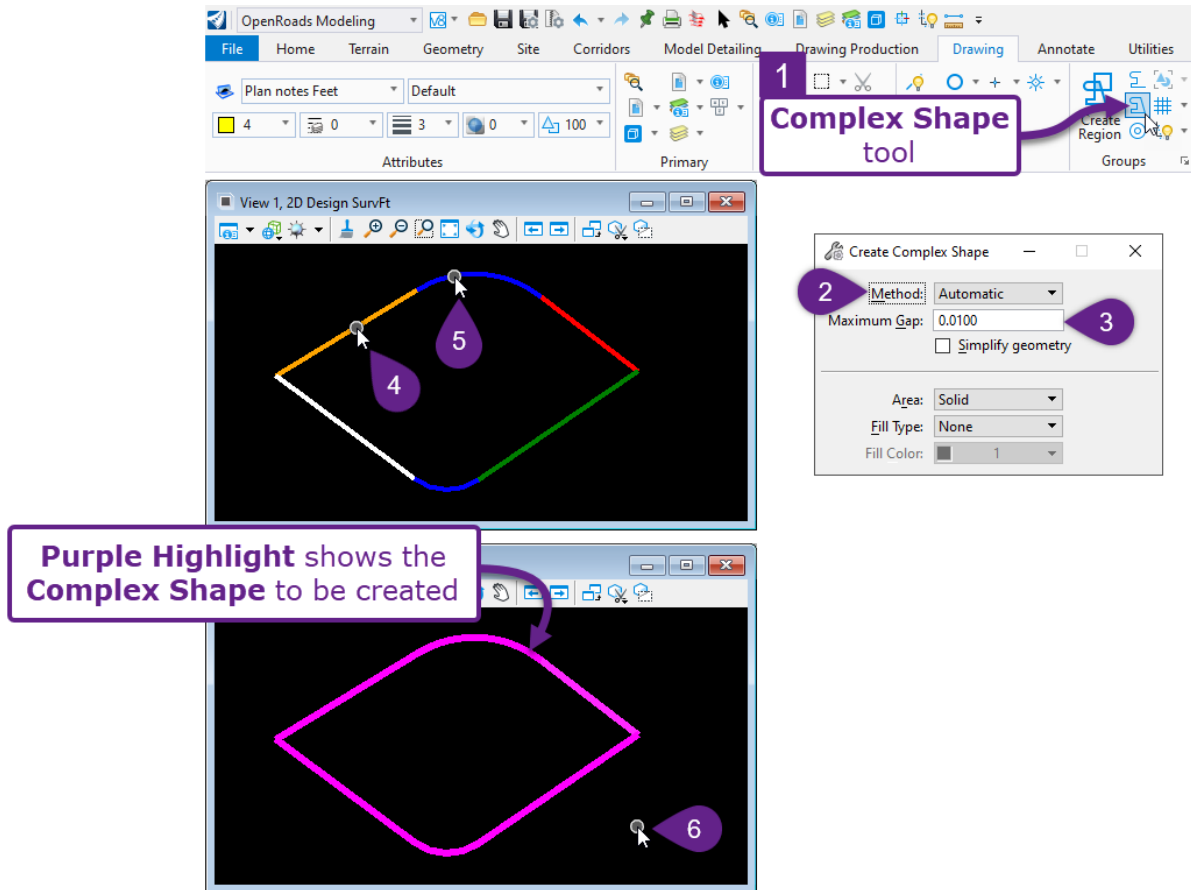 OpenRoads Modeling
File Home Terrain Geometry Site Corridors Model Detailing Drawing Production Drawing Annotate Utilities
Plan notes Feet Default
4 0 3 0 100
Attributes
Primary
Create
Region
Groups
1
Complex Shape
tool
View 1, 2D Design SurvFt
4
5
Create Complex Shape
2
Method: Automatic
Maximum Gap: 0.0100
3
Simplify geometry
Area: Solid
Fill Type: None
Fill Color: 1
Purple Highlight shows the
Complex Shape to be created
6